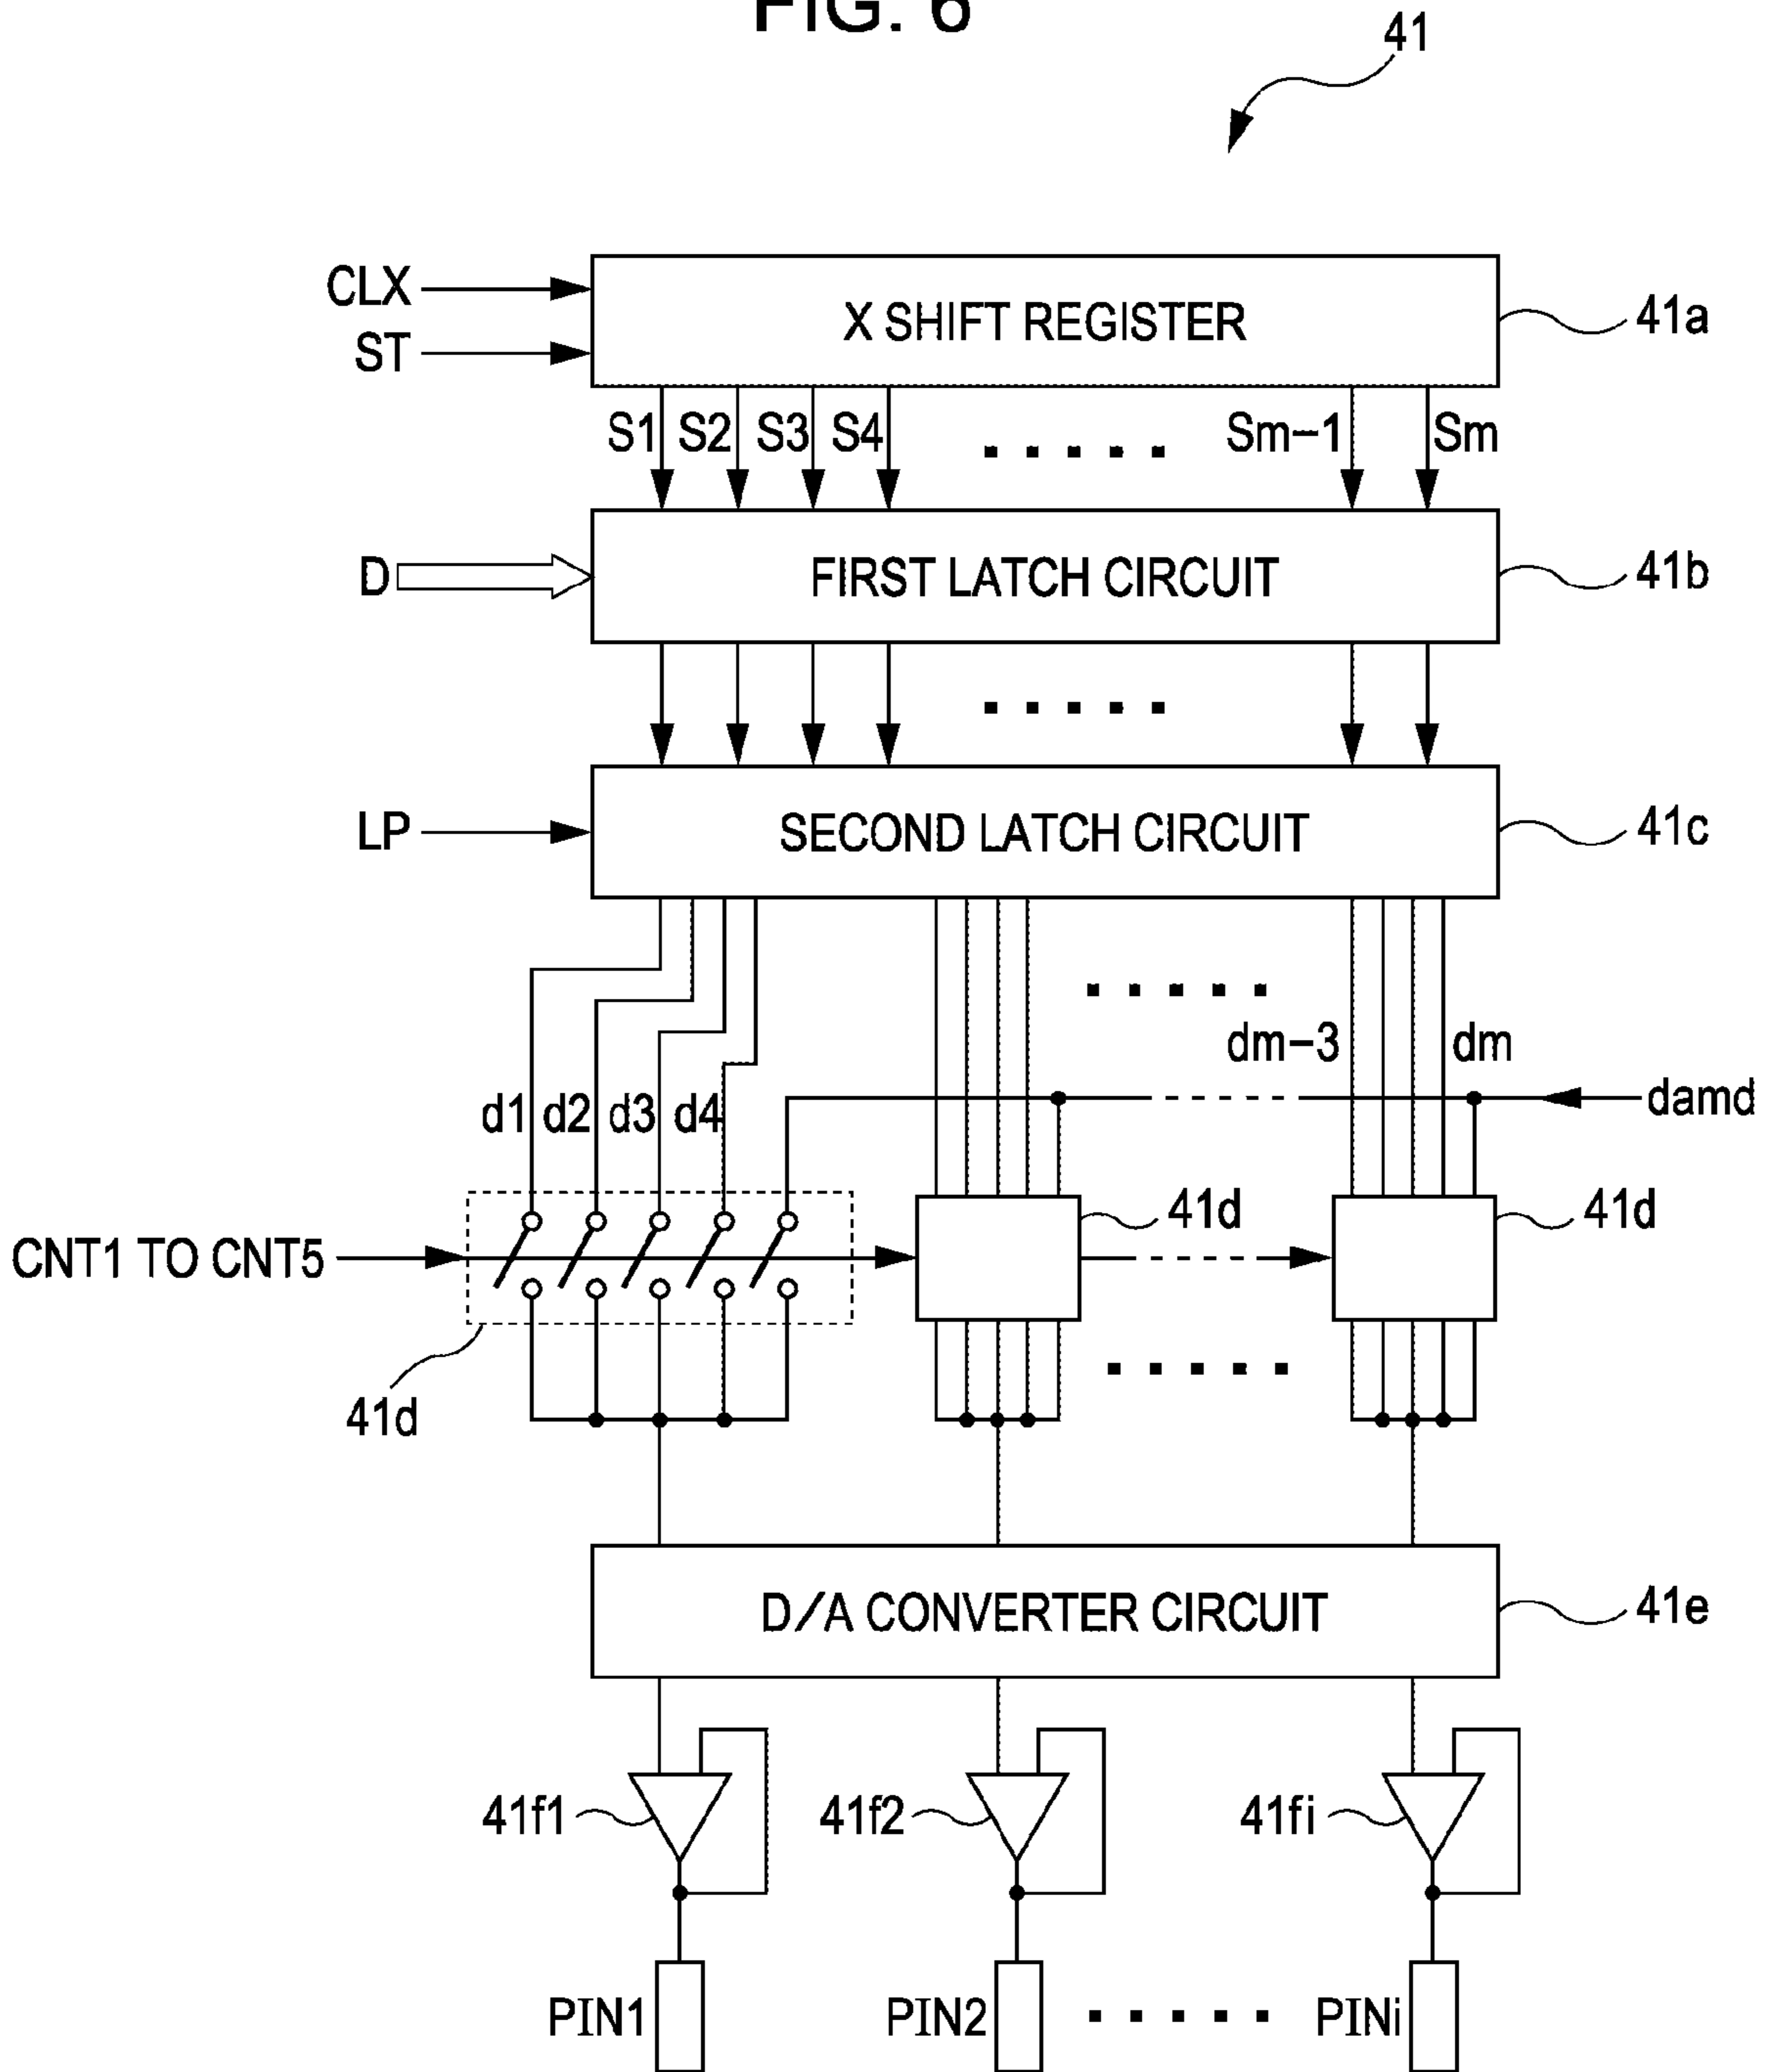 FIG. 6
41
CLX
ST
X SHIFT REGISTER
41a
S1 S2 S3 S4 ..... Sm-1 Sm
D
FIRST LATCH CIRCUIT
41b
.....
LP
SECOND LATCH CIRCUIT
41c
.....
dm-3 dm
d1 d2 d3 d4
damd
CNT1 TO CNT5
41d
41d
41d
.....
D/A CONVERTER CIRCUIT
41e
41f1
41f2
41fi
PIN1
PIN2
.....
PINi